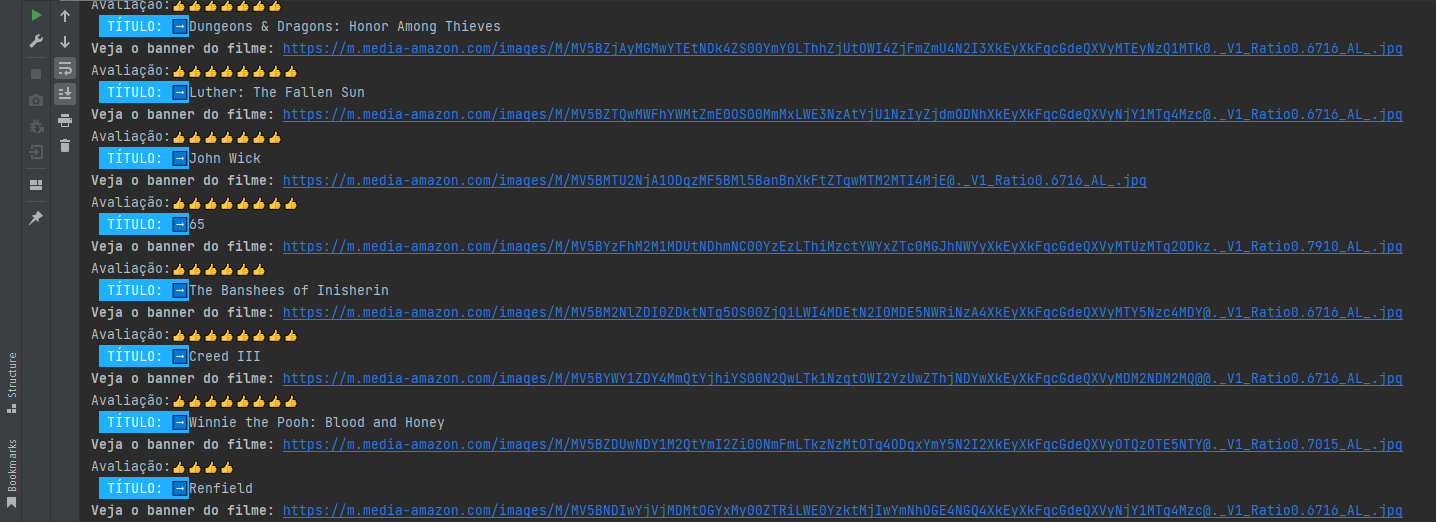 Avaliação:👍👍👍👍👍👍👍
TÍTULO: ➡Dungeons & Dragons: Honor Among Thieves
Veja o banner do filme: https://m.media-amazon.com/images/M/MV5BZjAyMGMwYTEtNDk4ZS00YmY0LThhZjUtOWI4ZjFmZmU4N2I3XkEyXkFqcGdeQXVyMTEyNzQ1MTk0._V1_Ratio0.6716_AL_.jpg
Avaliação:👍👍👍👍👍👍👍👍
TÍTULO: ➡Luther: The Fallen Sun
Veja o banner do filme: https://m.media-amazon.com/images/M/MV5BZTQwMWFhYWMtZmE0OS00MmMxLWE3NzAtYjU1NzIyZjdmODNhXkEyXkFqcGdeQXVyNjY1MTg4Mzc@._V1_Ratio0.6716_AL_.jpg
Avaliação:👍👍👍👍👍👍👍
TÍTULO: ➡John Wick
Veja o banner do filme: https://m.media-amazon.com/images/M/MV5BMTU2NjA1ODgzMF5BMl5BanBnXkFtZTgwMTM2MTI4MjE@._V1_Ratio0.6716_AL_.jpg
Avaliação:👍👍👍👍👍👍👍👍
TÍTULO: ➡65
Veja o banner do filme: https://m.media-amazon.com/images/M/MV5BYzFhM2M1MDUtNDhmNC00YzEzLThiMzctYWYxZTc0MGJhNWYyXkEyXkFqcGdeQXVyMTUzMTg2ODkz._V1_Ratio0.7910_AL_.jpg
Avaliação:👍👍👍👍👍👍
TÍTULO: ➡The Banshees of Inisherin
Veja o banner do filme: https://m.media-amazon.com/images/M/MV5BM2NlZDI0ZDktNTg5OS00ZjQ1LWI4MDEtN2I0MDE5NWRiNzA4XkEyXkFqcGdeQXVyMTY5Nzc4MDY@._V1_Ratio0.6716_AL_.jpg
Avaliação:👍👍👍👍👍👍👍👍
TÍTULO: ➡Creed III
Veja o banner do filme: https://m.media-amazon.com/images/M/MV5BYWY1ZDY4MmQtYjhiYS00N2QwLTk1NzgtOWI2YzUwZThjNDYwXkEyXkFqcGdeQXVyMDM2NDM2MQ@@._V1_Ratio0.6716_AL_.jpg
Avaliação:👍👍👍👍👍👍👍👍
TÍTULO: ➡Winnie the Pooh: Blood and Honey
Veja o banner do filme: https://m.media-amazon.com/images/M/MV5BZDUwNDY1M2QtYmI2Zi00NmFmLTkzNzMtOTg4ODgxYmY5N2I2XkEyXkFqcGdeQXVyOTQzOTE5NTY@._V1_Ratio0.7015_AL_.jpg
Avaliação:👍👍👍👍
TÍTULO: ➡Renfield
Veja o banner do filme: https://m.media-amazon.com/images/M/MV5BNDIwYjVjMDMtOGYxMy00ZTRiLWE0YzktMjIwYmNhOGE4NGQ4XkEyXkFqcGdeQXVyNjY1MTg4Mzc@._V1_Ratio0.6716_AL_.jpg
Structure
Bookmarks